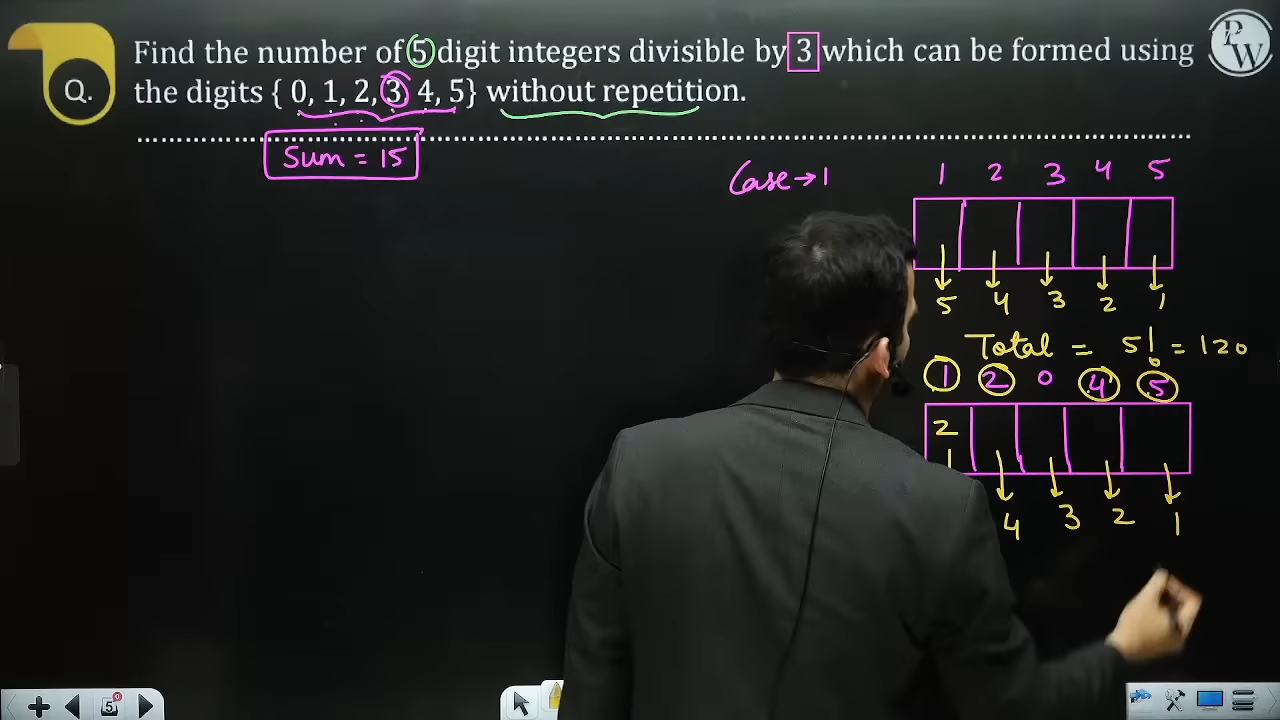 Q.
Find the number of 5 digit integers divisible by 3 which can be formed using
the digits { 0, 1, 2, 3 4, 5} without repetition.
PW
Sum = 15
Case → 1
1 2 3 4 5
5 4 3 2 1
Total = 5! = 120
1 2 0 4 5
2
4 3 2 1
5